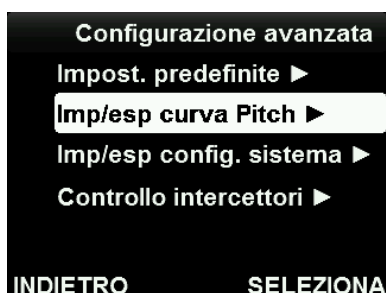 Configurazione avanzata
Impost. predefinite ►
Imp/esp curva Pitch ►
Imp/esp config. sistema ►
Controllo intercettori ►
INDIETRO SELEZIONA